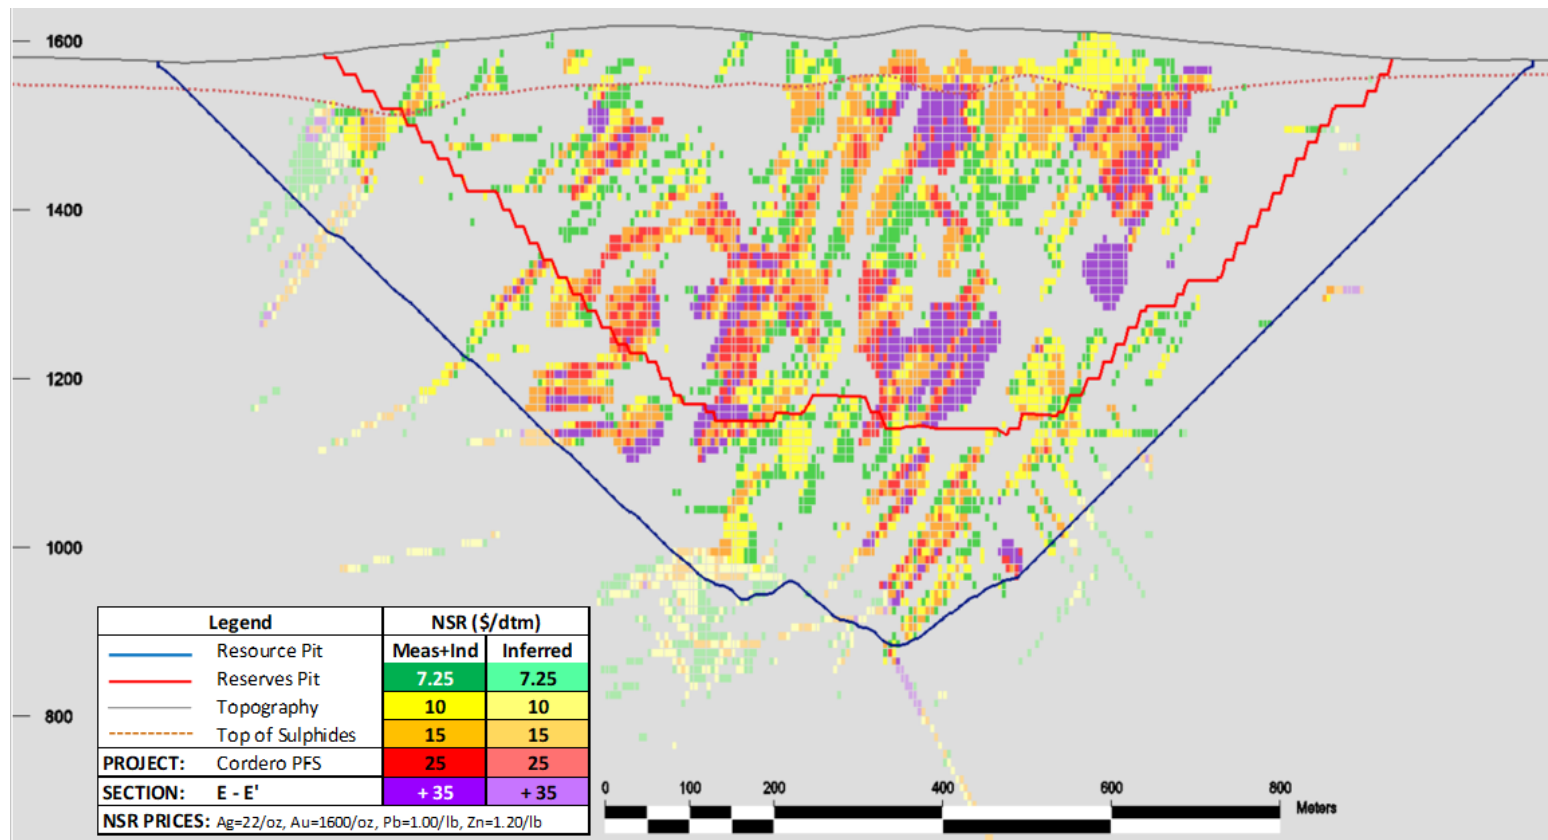 1600
1400
1200
1000
800
Legend NSR ($/dtm)
Resource Pit Meas+Ind Inferred
Reserves Pit 7.25 7.25
Topography 10 10
Top of Sulphides 15 15
PROJECT: Cordero PFS 25 25
SECTION: E - E' + 35 + 35
NSR PRICES: Ag=22/oz, Au=1600/oz, Pb=1.00/lb, Zn=1.20/lb
0 100 200 400 600 800 Meters